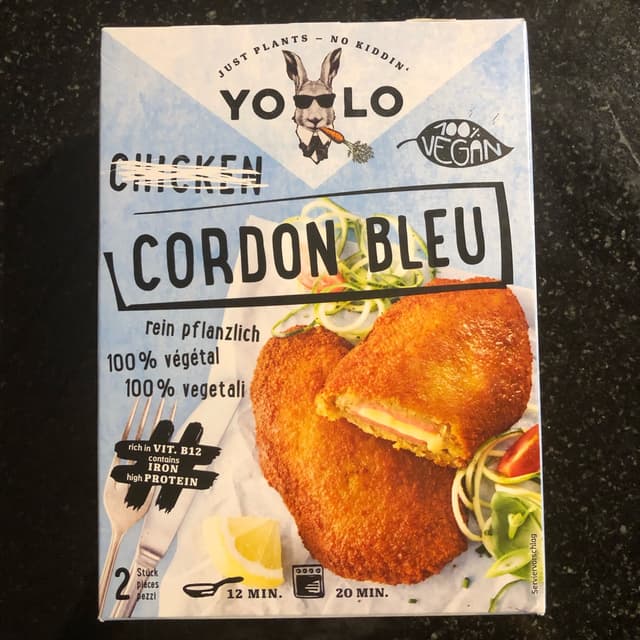 JUST PLANTS – NO KIDDIN'
YOLO
100% VEGAN
CHICKEN
CORDON BLEU
rein pflanzlich
100% végétal
100% vegetali
rich in VIT. B12
contains
IRON
high PROTEIN
2 Stück
pièces
pezzi
12 MIN.
20 MIN.
Serviervorschlag